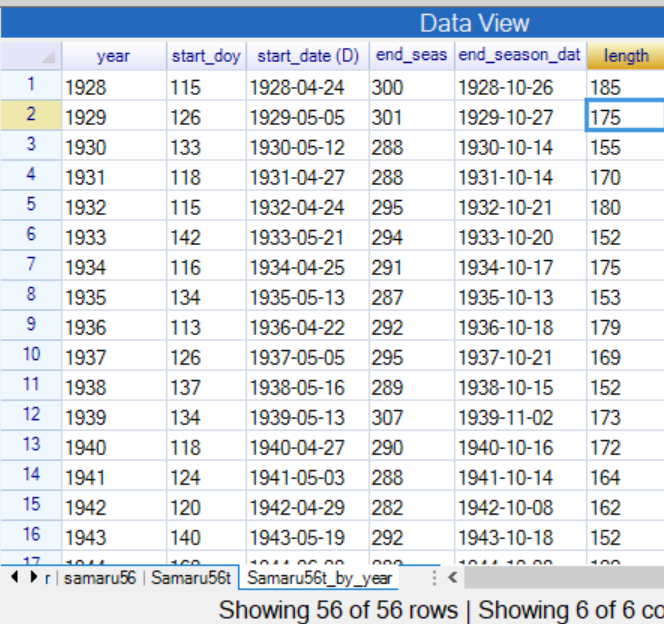 Data View
year start_doy start_date (D) end_seas end_season_dat length
1 1928 115 1928-04-24 300 1928-10-26 185
2 1929 126 1929-05-05 301 1929-10-27 175
3 1930 133 1930-05-12 288 1930-10-14 155
4 1931 118 1931-04-27 288 1931-10-14 170
5 1932 115 1932-04-24 295 1932-10-21 180
6 1933 142 1933-05-21 294 1933-10-20 152
7 1934 116 1934-04-25 291 1934-10-17 175
8 1935 134 1935-05-13 287 1935-10-13 153
9 1936 113 1936-04-22 292 1936-10-18 179
10 1937 126 1937-05-05 295 1937-10-21 169
11 1938 137 1938-05-16 289 1938-10-15 152
12 1939 134 1939-05-13 307 1939-11-02 173
13 1940 118 1940-04-27 290 1940-10-16 172
14 1941 124 1941-05-03 288 1941-10-14 164
15 1942 120 1942-04-29 282 1942-10-08 162
16 1943 140 1943-05-19 292 1943-10-18 152
17 1944
r | samaru56 | Samaru56t | Samaru56t_by_year
Showing 56 of 56 rows | Showing 6 of 6 co